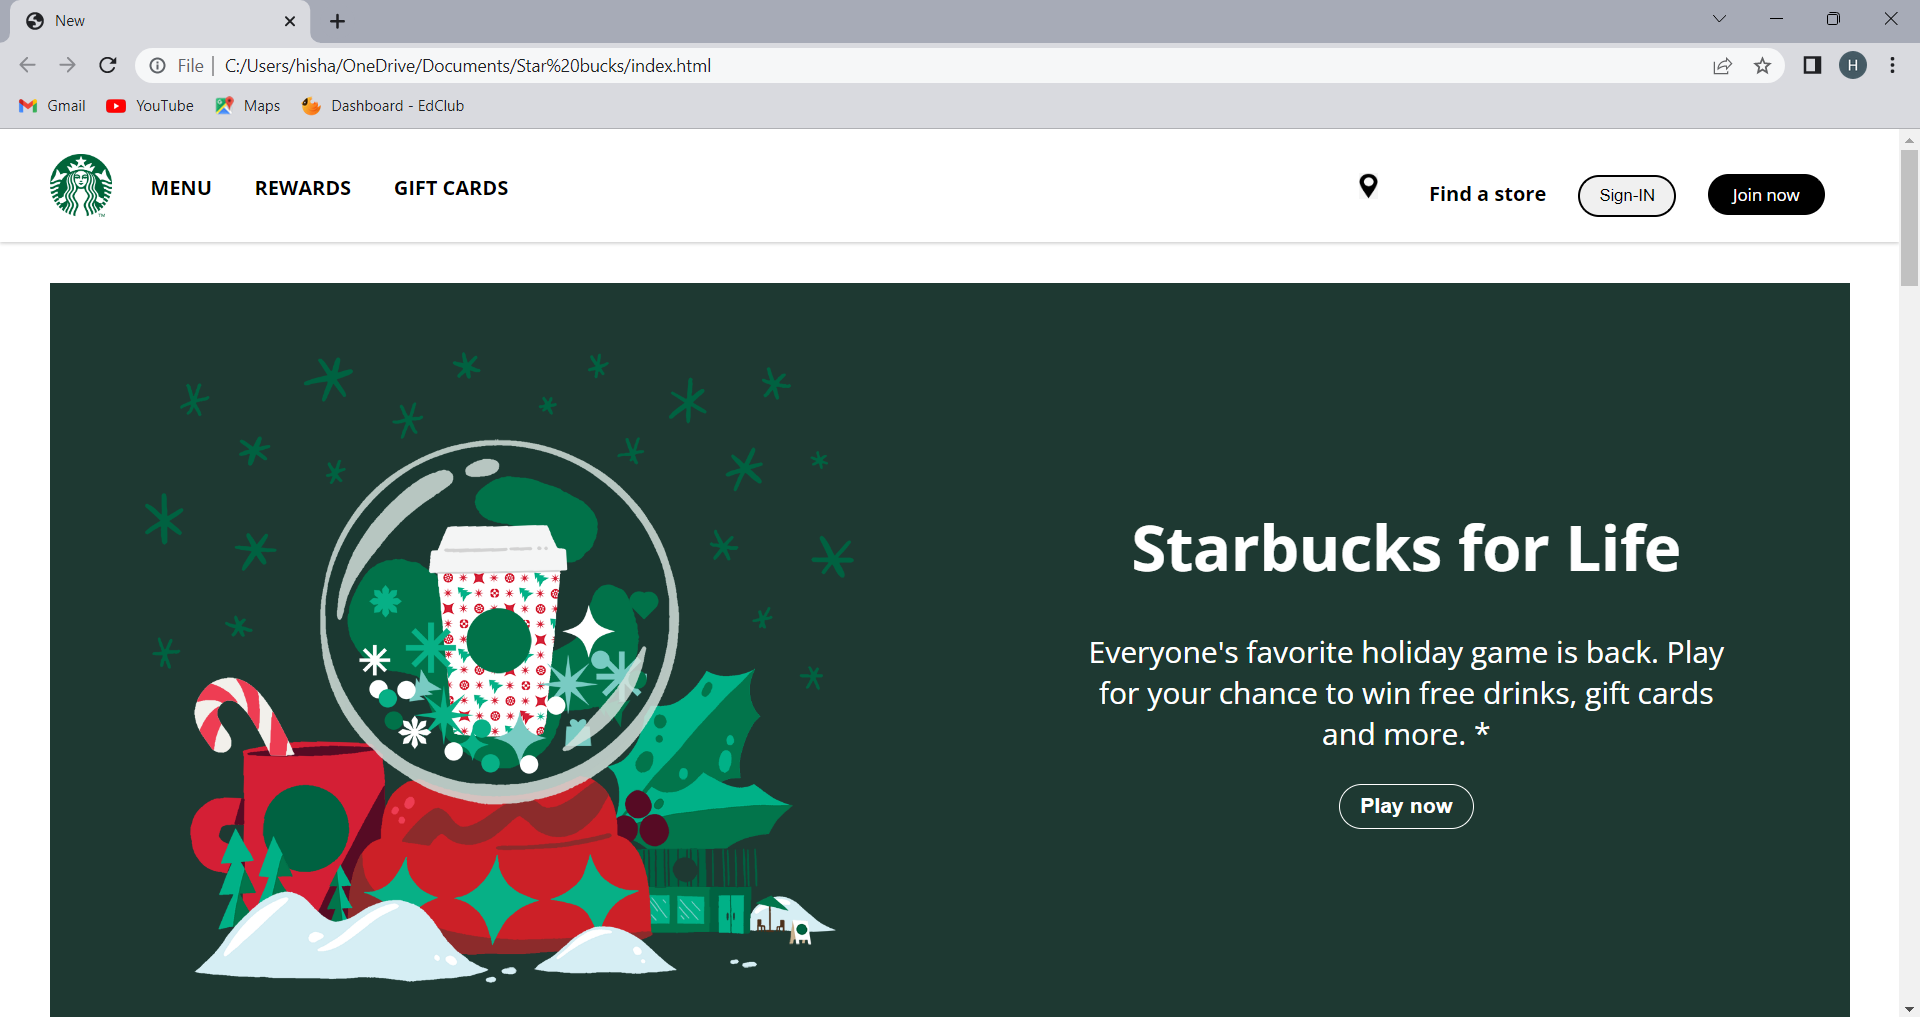 New
File
C:/Users/hisha/OneDrive/Documents/Star%20bucks/index.html
H
Gmail
YouTube
Maps
Dashboard - EdClub
TM
MENU
REWARDS
GIFT CARDS
Find a store
Sign-IN
Join now
Starbucks for Life
Everyone's favorite holiday game is back. Play
for your chance to win free drinks, gift cards
and more. *
Play now